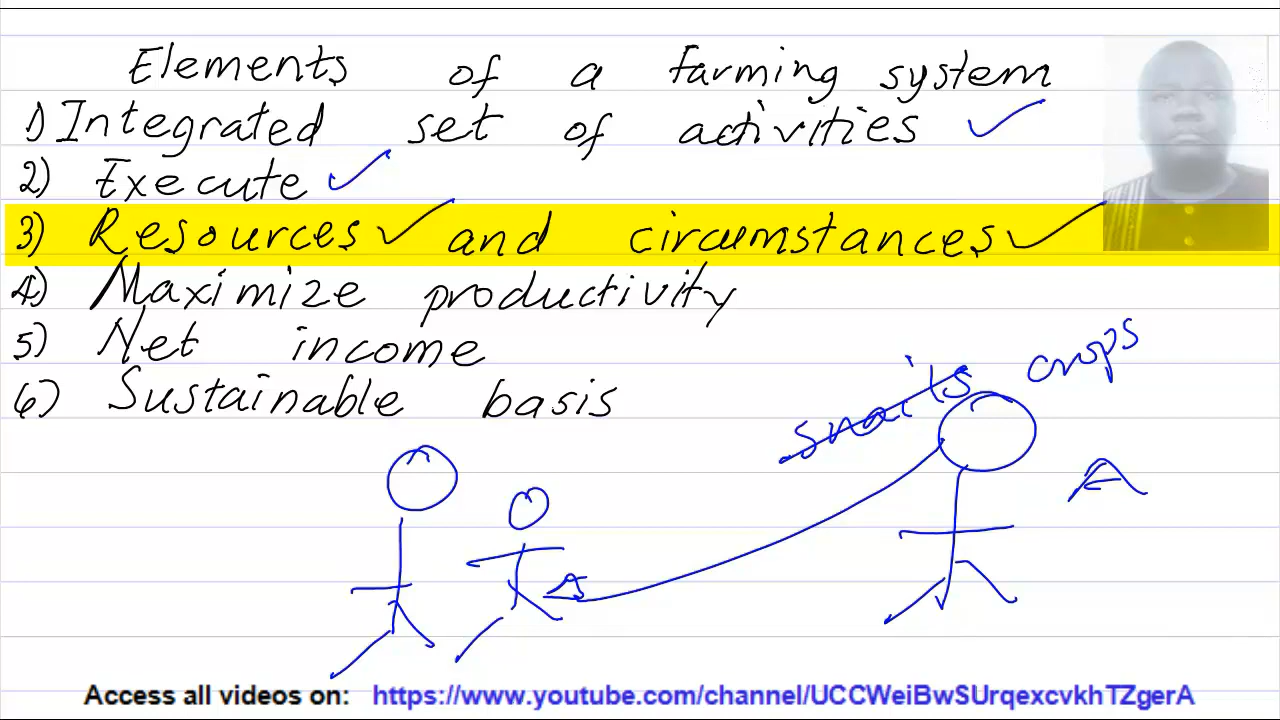 Elements of a farming system
1) Integrated set of activities
2) Execute
3) Resources and circumstances
4) Maximize productivity
5) Net income
6) Sustainable basis
snails crops
A
Access all videos on: https://www.youtube.com/channel/UCCWeiBwSUrqexcvkhTZgerA